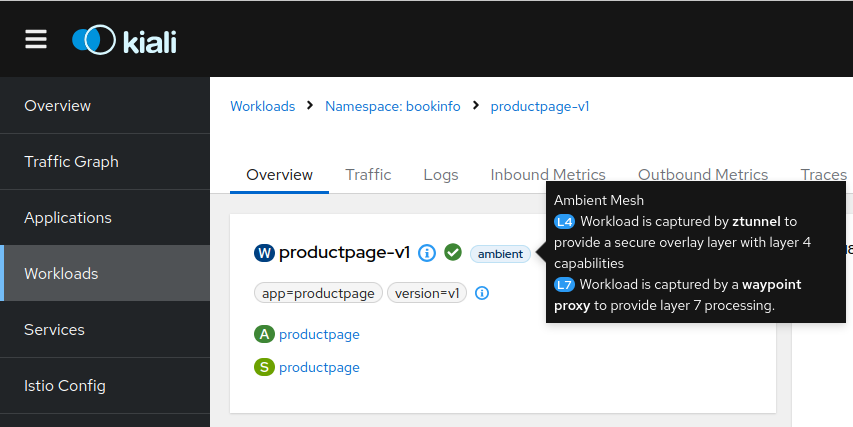 kiali
Overview
Traffic Graph
Applications
Workloads
Services
Istio Config
Workloads > Namespace: bookinfo > productpage-v1
Overview Traffic Logs Inbound Metrics Outbound Metrics Traces
W productpage-v1 ambient
app=productpage version=v1
A productpage
S productpage
Ambient Mesh
L4 Workload is captured by ztunnel to
provide a secure overlay layer with layer 4
capabilities
L7 Workload is captured by a waypoint
proxy to provide layer 7 processing.